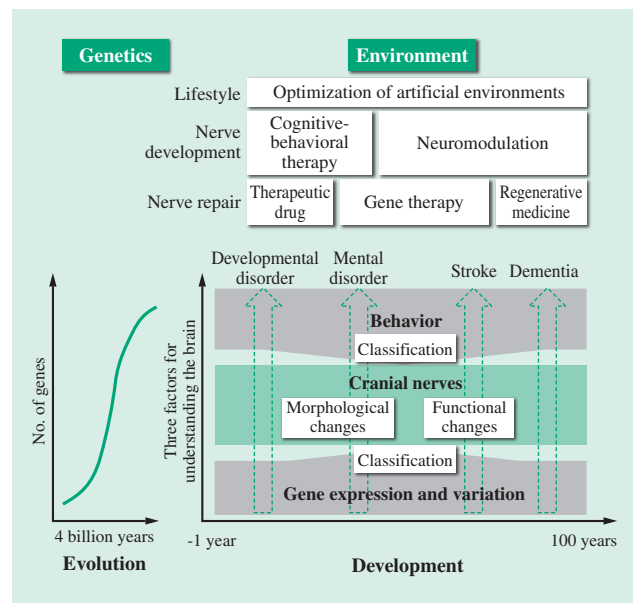 Genetics
Environment
Lifestyle
Optimization of artificial environments
Nerve
development
Cognitive-
behavioral
therapy
Neuromodulation
Nerve repair
Therapeutic
drug
Gene therapy
Regenerative
medicine
No. of genes
4 billion years
Evolution
Three factors for
understanding the brain
Developmental
disorder
Mental
disorder
Stroke
Dementia
Behavior
Classification
Cranial nerves
Morphological
changes
Functional
changes
Classification
Gene expression and variation
-1 year
100 years
Development